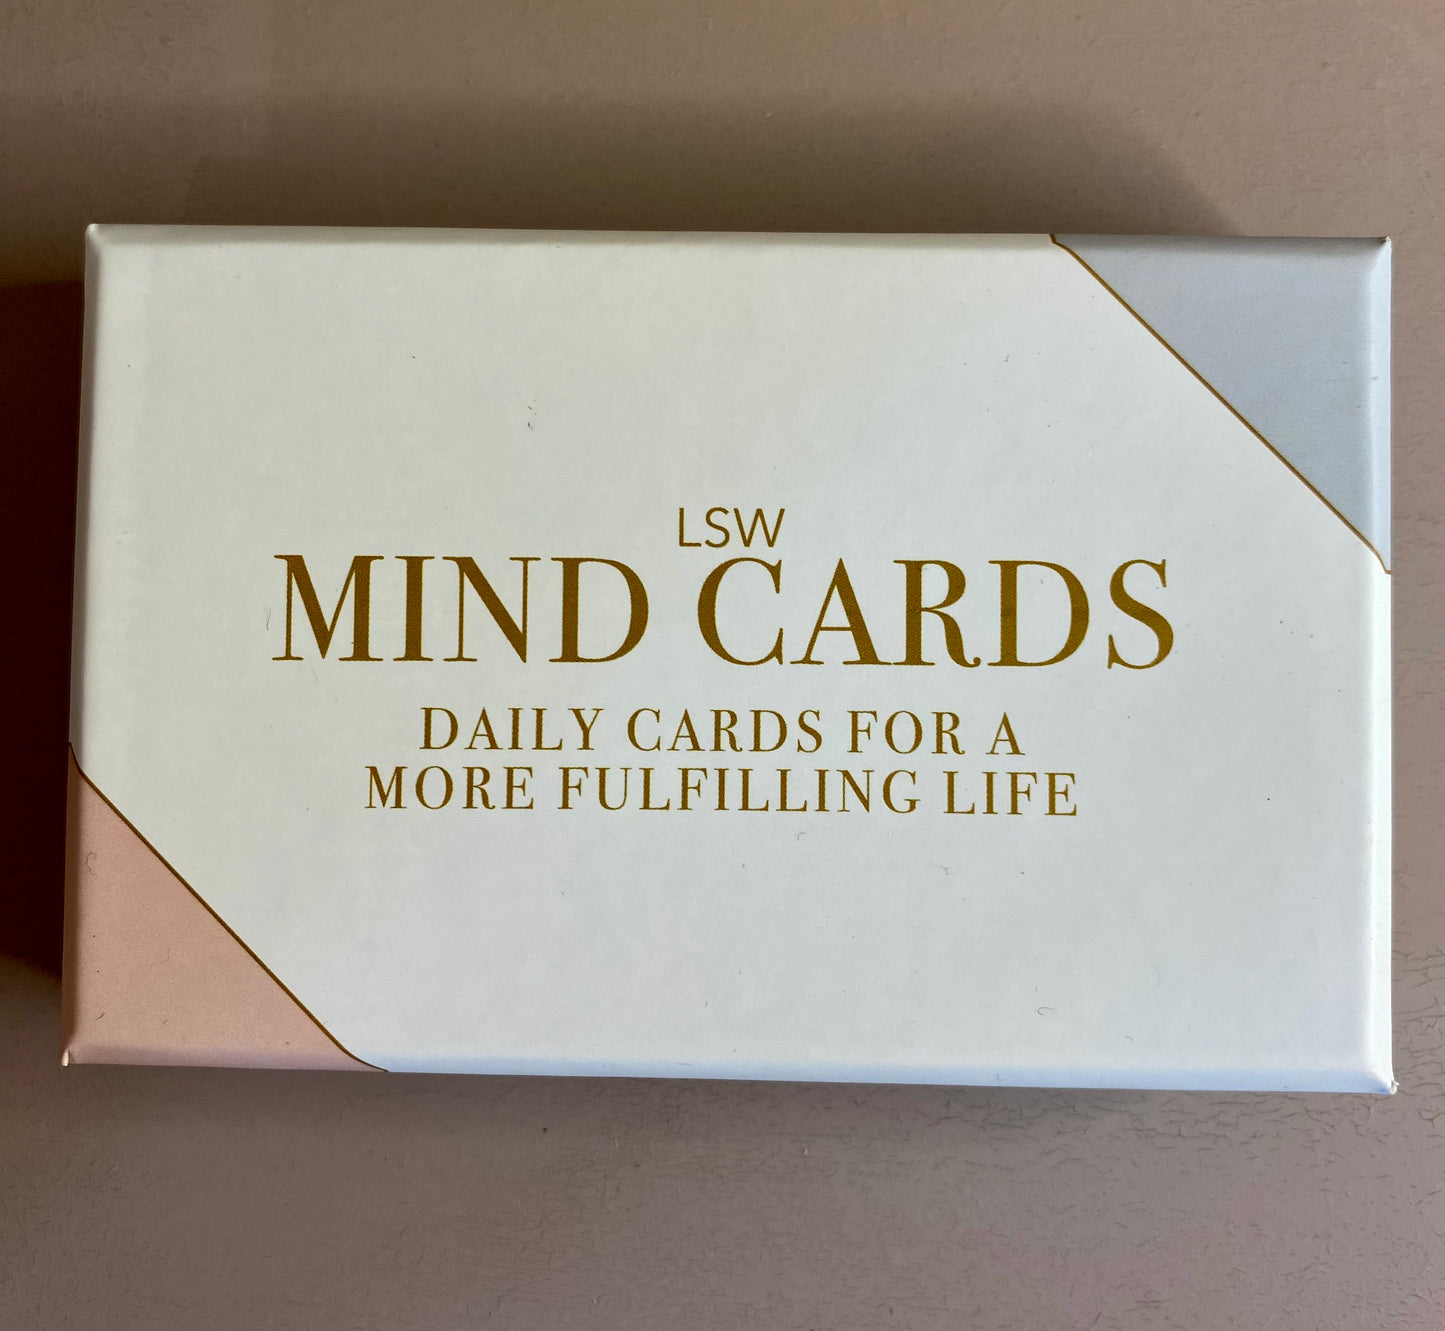 LSW
MIND CARDS
DAILY CARDS FOR A
MORE FULFILLING LIFE